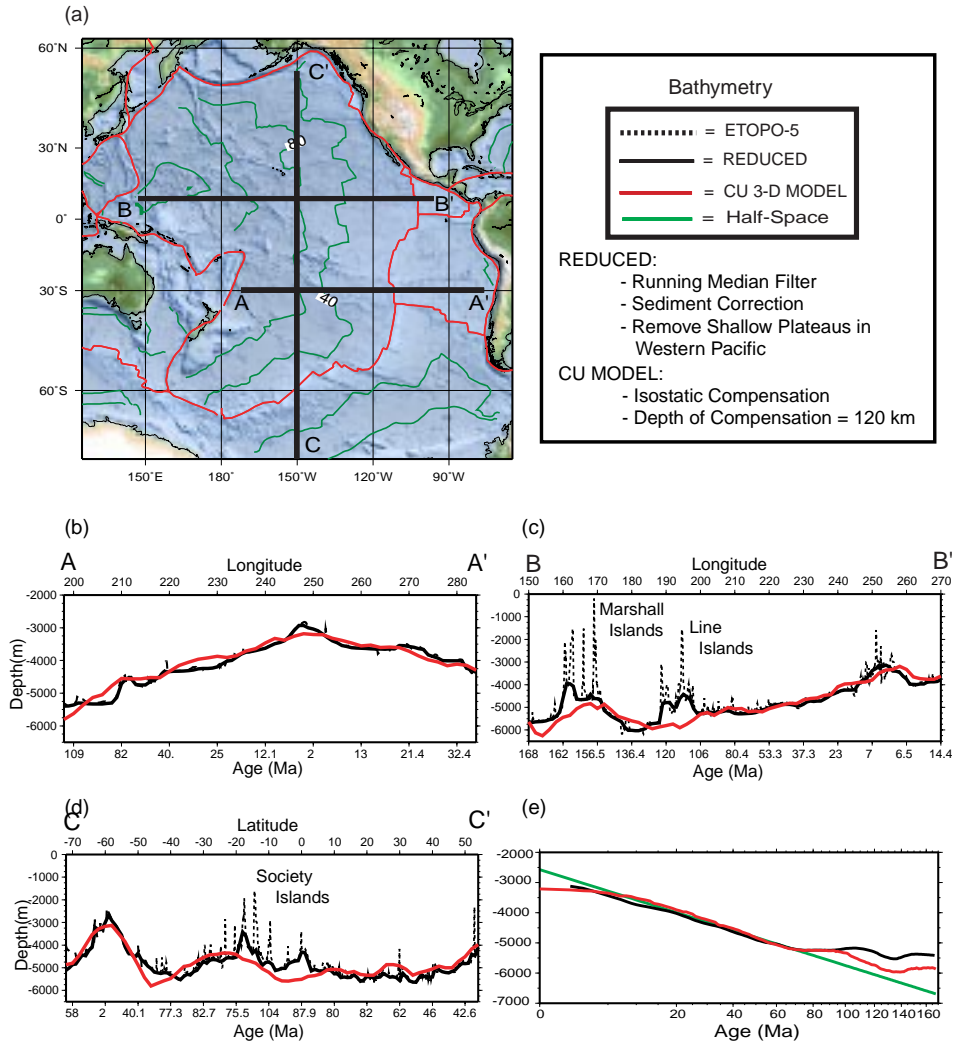 (a)
60°N
30°N
0°
30°S
60°S
150°E 180° 150°W 120°W 90°W
C'
80
B B'
A A'
40
C
Bathymetry
= ETOPO-5
= REDUCED
= CU 3-D MODEL
= Half-Space
REDUCED:
- Running Median Filter
- Sediment Correction
- Remove Shallow Plateaus in
Western Pacific
CU MODEL:
- Isostatic Compensation
- Depth of Compensation = 120 km
(b)
A A'
Longitude
200 210 220 230 240 250 260 270 280
-2000
-3000
-4000
-5000
-6000
Depth(m)
109 82 40. 25 12.1 2 13 21.4 32.4
Age (Ma)
(c)
B B'
Longitude
150 160 170 180 190 200 210 220 230 240 250 260 270
0
-1000
-2000
-3000
-4000
-5000
-6000
Depth(m)
Marshall
Islands
Line
Islands
168 162 156.5 136.4 123 106 80.4 53.3 37 22.3 7 6.5 14.4
Age (Ma)
(d)
C C'
Latitude
-70 -60 -50 -40 -30 -20 -10 0 10 20 30 40 50
0
-1000
-2000
-3000
-4000
-5000
-6000
Depth(m)
Society
Islands
58 2 40.1 77.3 82.7 75.5 104 87.9 80 82 62 46 42.6
Age (Ma)
(e)
-2000
-3000
-4000
-5000
-6000
-7000
0 20 40 60 80 100 120 140 160
Age (Ma)